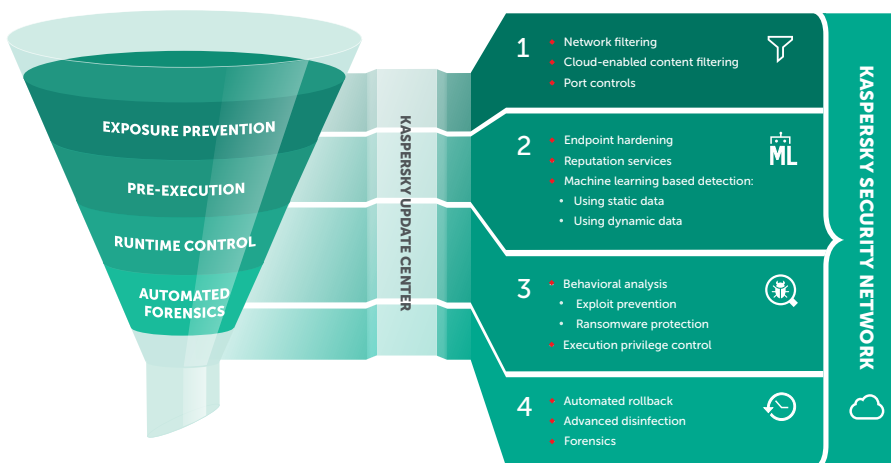 EXPOSURE PREVENTION
PRE-EXECUTION
RUNTIME CONTROL
AUTOMATED
FORENSICS
KASPERSKY UPDATE CENTER
1
Network filtering
Cloud-enabled content filtering
Port controls
2
Endpoint hardening
Reputation services
Machine learning based detection:
Using static data
Using dynamic data
ML
3
Behavioral analysis
Exploit prevention
Ransomware protection
Execution privilege control
4
Automated rollback
Advanced disinfection
Forensics
KASPERSKY SECURITY NETWORK